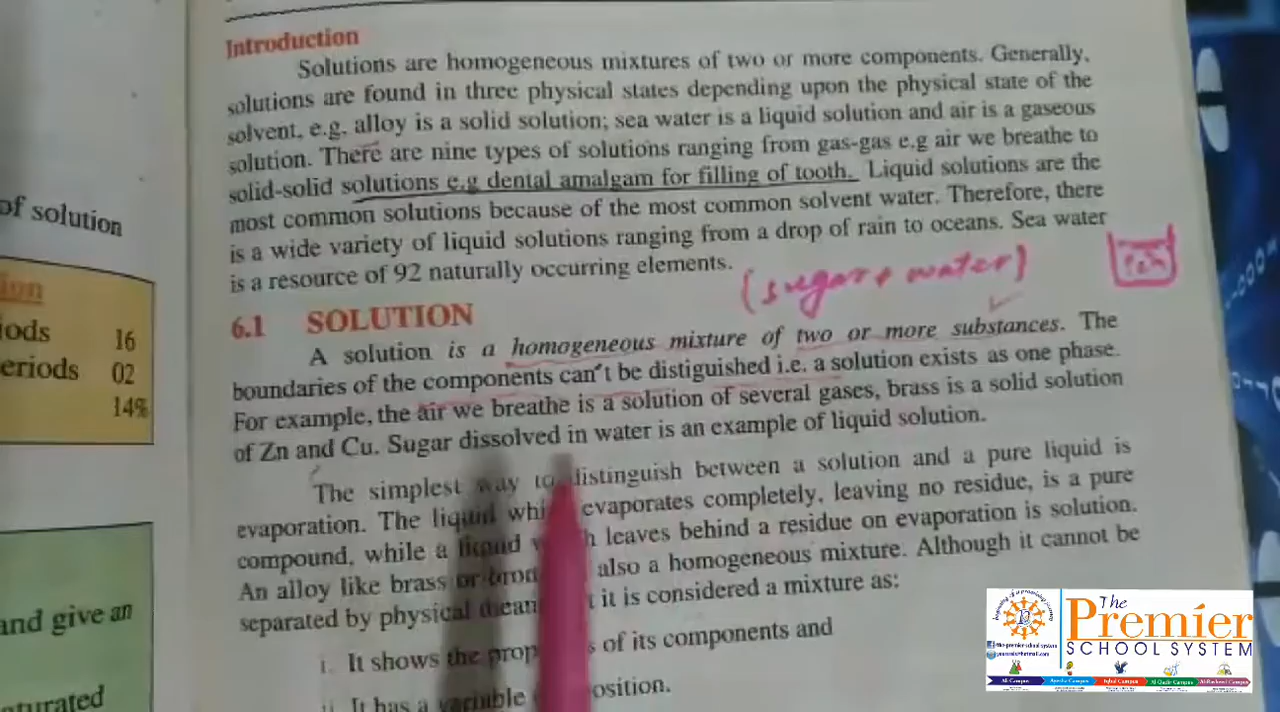 Introduction
Solutions are homogeneous mixtures of two or more components. Generally,
solutions are found in three physical states depending upon the physical state of the
solvent, e.g. alloy is a solid solution; sea water is a liquid solution and air is a gaseous
solution. There are nine types of solutions ranging from gas-gas e.g air we breathe to
solid-solid solutions e.g dental amalgam for filling of tooth. Liquid solutions are the
most common solutions because of the most common solvent water. Therefore, there
is a wide variety of liquid solutions ranging from a drop of rain to oceans. Sea water
is a resource of 92 naturally occurring elements.
(sugar + water)
6.1 SOLUTION
A solution is a homogeneous mixture of two or more substances. The
boundaries of the components can't be distiguished i.e. a solution exists as one phase.
For example, the air we breathe is a solution of several gases, brass is a solid solution
of Zn and Cu. Sugar dissolved in water is an example of liquid solution.
The simplest way to distinguish between a solution and a pure liquid is
evaporation. The liquid evaporates completely, leaving no residue, is a pure
compound, while a liquid leaves behind a residue on evaporation is solution.
An alloy like brass or also a homogeneous mixture. Although it cannot be
separated by physical it is considered a mixture as:
i. It shows the of its components and
ii. It has a variable
of solution
iods 16
eriods 02
14%
and give an
aturated
The
Premier
SCHOOL SYSTEM